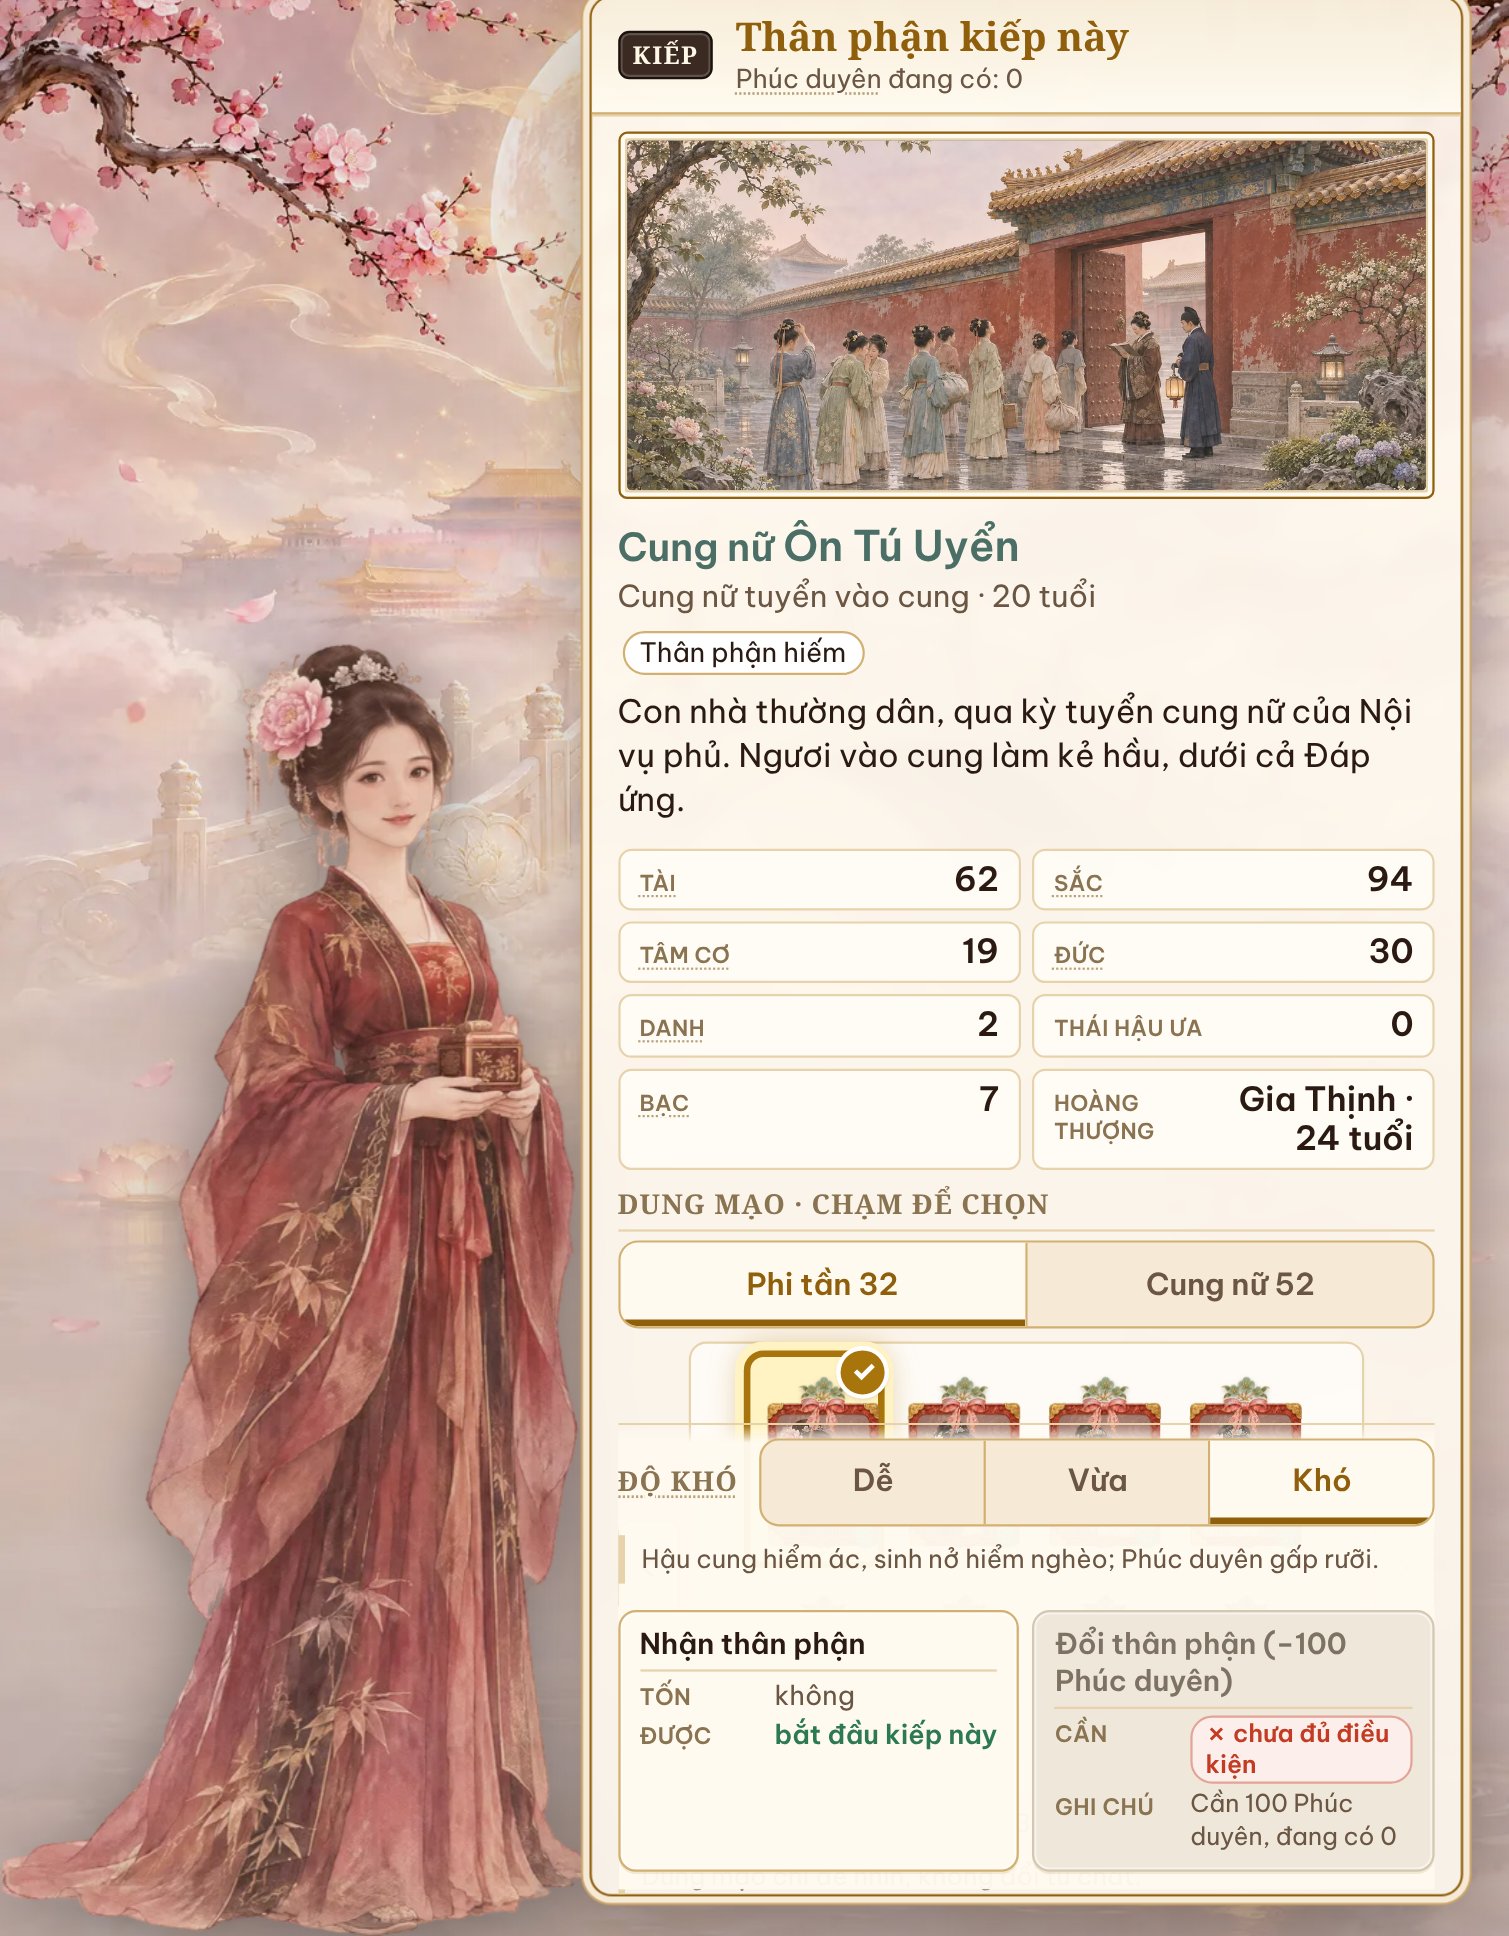 KIẾP
Thân phận kiếp này
Phúc duyên đang có: 0
Cung nữ Ôn Tú Uyển
Cung nữ tuyển vào cung · 20 tuổi
Thân phận hiếm
Con nhà thường dân, qua kỳ tuyển cung nữ của Nội
vụ phủ. Ngươi vào cung làm kẻ hầu, dưới cả Đáp
ứng.
TÀI 62
SẮC 94
TÂM CƠ 19
ĐỨC 30
DANH 2
THÁI HẬU ƯA 0
BẠC 7
HOÀNG THƯỢNG
Gia Thịnh ·
24 tuổi
DUNG MẠO · CHẠM ĐỂ CHỌN
Phi tần 32
Cung nữ 52
ĐỘ KHÓ
Dễ
Vừa
Khó
Hậu cung hiểm ác, sinh nở hiểm nghèo; Phúc duyên gấp rưỡi.
Nhận thân phận
TỐN không
ĐƯỢC bắt đầu kiếp này
Đổi thân phận (−100
Phúc duyên)
CẦN × chưa đủ điều
kiện
GHI CHÚ Cần 100 Phúc
duyên, đang có 0